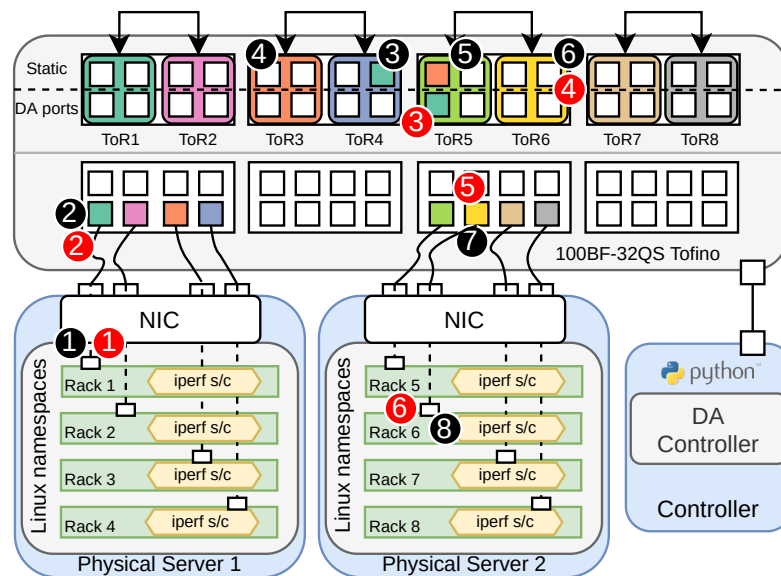 4
3
5
6
Static
4
DA ports
3
ToR1 ToR2 ToR3 ToR4 ToR5 ToR6 ToR7 ToR8
5
2
2
7
100BF-32QS Tofino
NIC
NIC
1
1
Linux namespaces
Rack 1
iperf s/c
Rack 2
iperf s/c
Rack 3
iperf s/c
Rack 4
iperf s/c
Physical Server 1
Linux namespaces
Rack 5
iperf s/c
6
8
Rack 6
iperf s/c
Rack 7
iperf s/c
Rack 8
iperf s/c
Physical Server 2
python™
DA
Controller
Controller